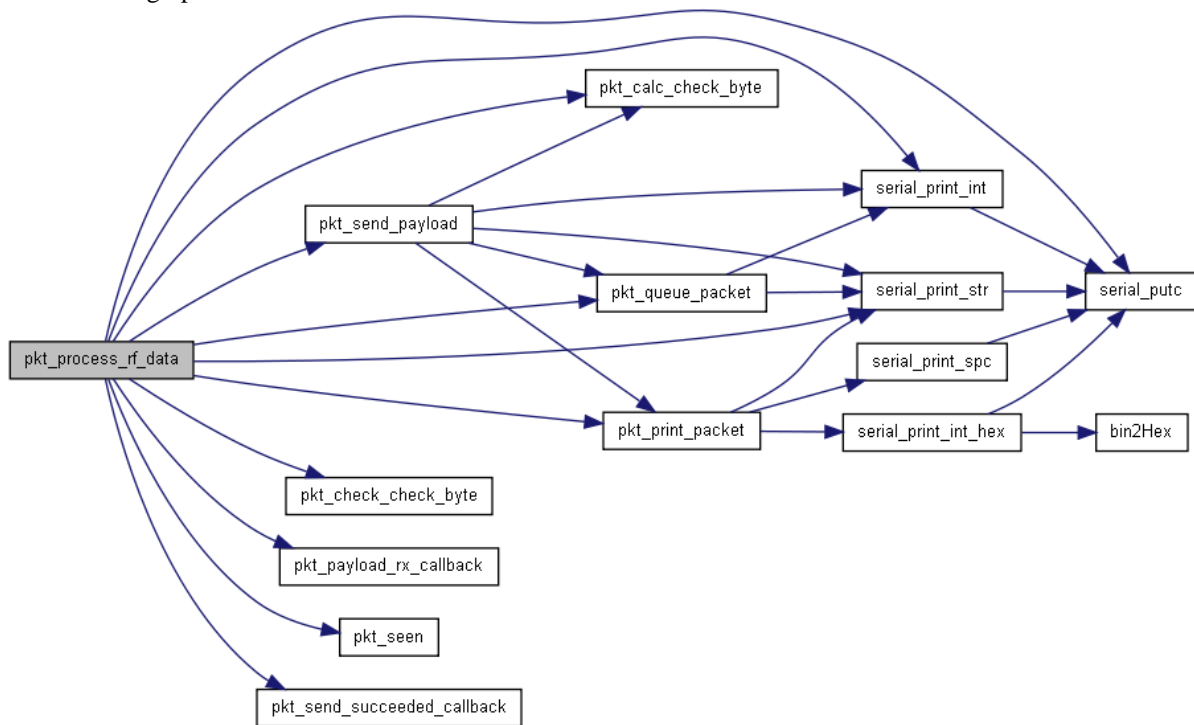 pkt_calc_check_byte
serial_print_int
pkt_send_payload
pkt_queue_packet
serial_print_str
serial_putc
pkt_process_rf_data
serial_print_spc
pkt_print_packet
serial_print_int_hex
bin2Hex
pkt_check_check_byte
pkt_payload_rx_callback
pkt_seen
pkt_send_succeeded_callback